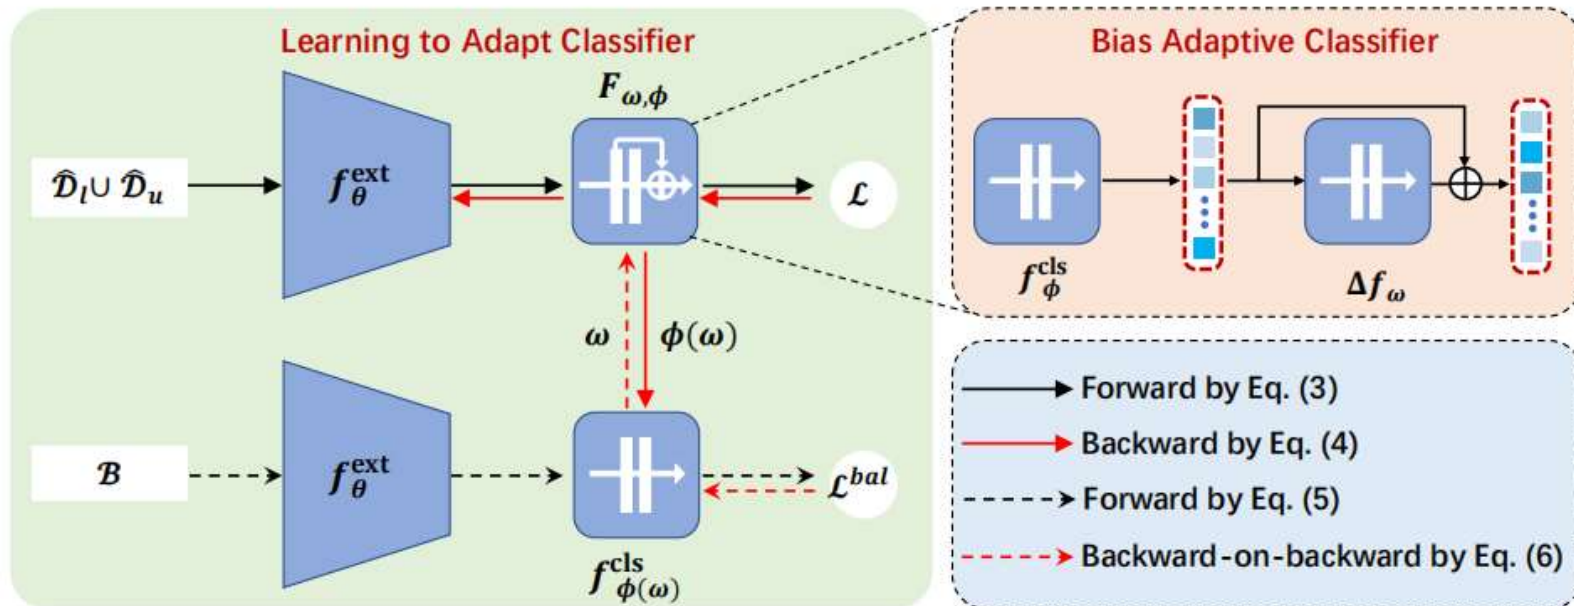 Learning to Adapt Classifier
F_{ω,ϕ}
𝒟̂_l ∪ 𝒟̂_u
f_θ^{ext}
ℒ
ω
ϕ(ω)
ℬ
f_θ^{ext}
ℒ^{bal}
f_{ϕ(ω)}^{cls}
Bias Adaptive Classifier
f_ϕ^{cls}
Δf_ω
Forward by Eq. (3)
Backward by Eq. (4)
Forward by Eq. (5)
Backward-on-backward by Eq. (6)